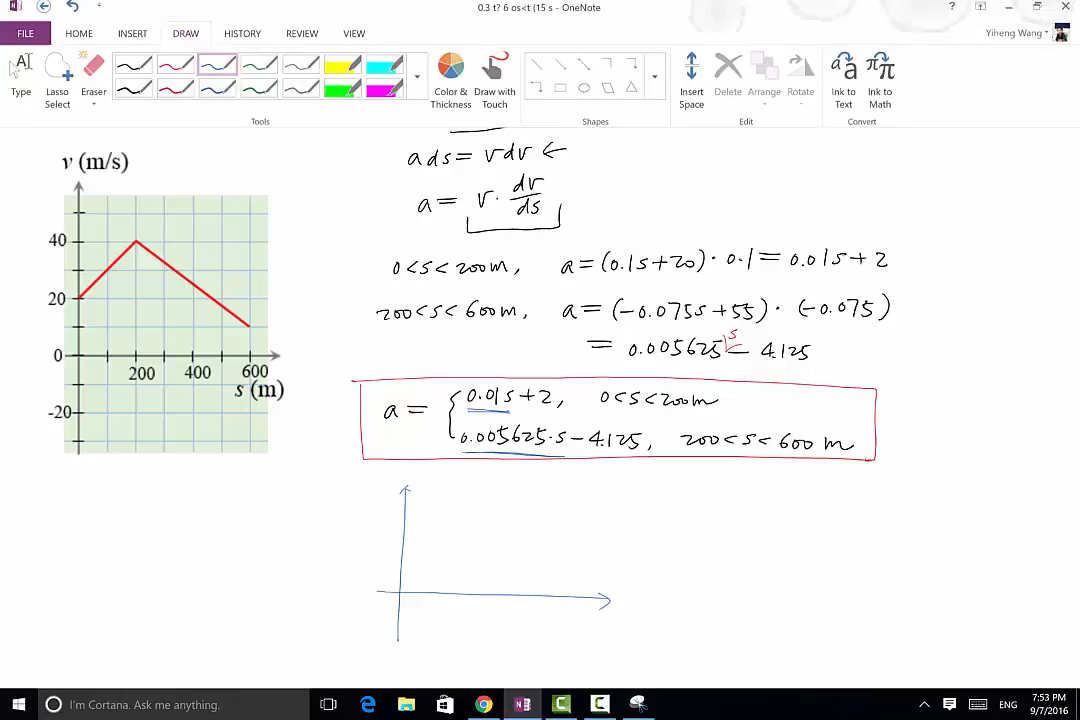 0.3 t? 6 os<t (15 s - OneNote
?
FILE HOME INSERT DRAW HISTORY REVIEW VIEW
Yiheng Wang
Type
Lasso Select
Eraser
Color & Thickness
Draw with Touch
Insert Space
Delete
Arrange
Rotate
Ink to Text
Ink to Math
Tools
Shapes
Edit
Convert
v (m/s)
40
20
0
-20
200 400 600
s (m)
a ds = v dv ←
a = v · dv/ds
0 < s < 200 m, a = (0.1s + 20) · 0.1 = 0.01s + 2
200 < s < 600 m, a = (-0.075s + 55) · (-0.075)
= 0.005625 s - 4.125
a = { 0.01s + 2, 0 < s < 200 m
0.005625·s - 4.125, 200 < s < 600 m
I'm Cortana. Ask me anything.
ENG
7:53 PM
9/7/2016